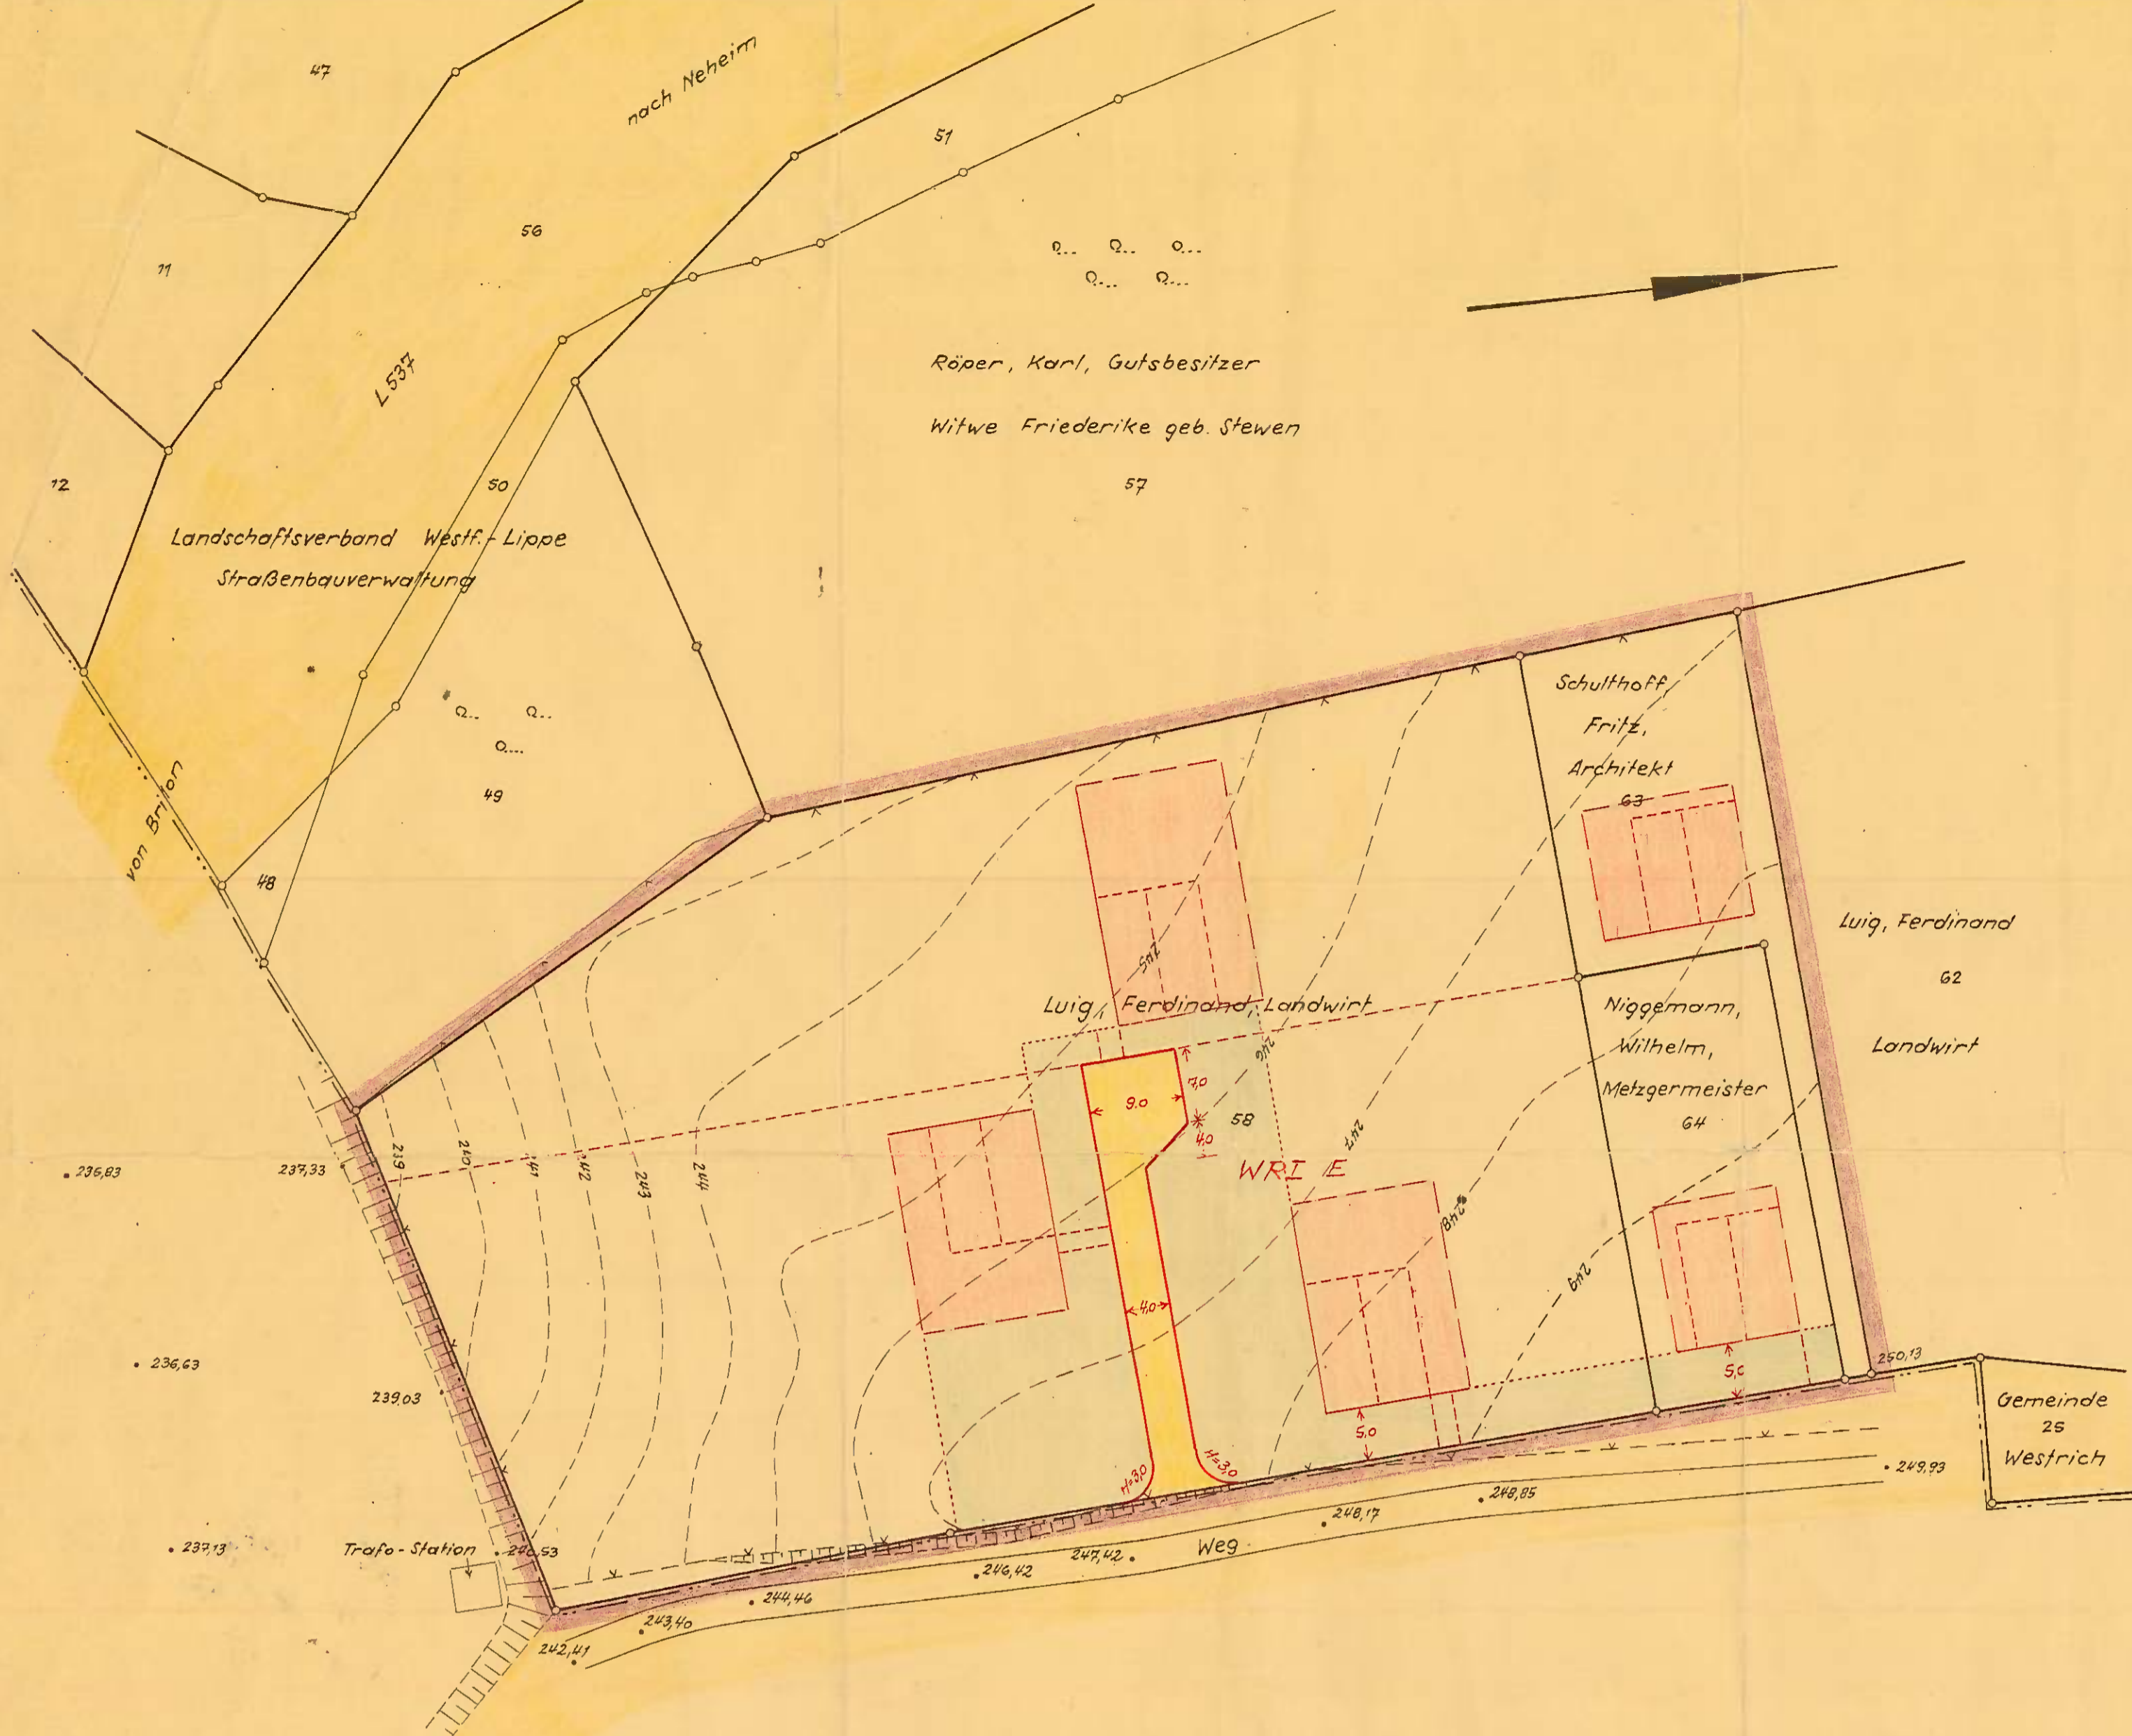 47
nach Neheim
51
56
11
L537
Röper, Karl, Gutsbesitzer
Witwe Friederike geb. Stewen
57
12
50
Landschaftsverband Westf.-Lippe
Straßenbauverwaltung
49
von Brilon
48
Schulthoff,
Fritz,
Architekt
63
Luig, Ferdinand
62
Landwirt
245
Luig, Ferdinand, Landwirt
Niggemann,
Wilhelm,
Metzgermeister
64
246
7,0
9.0
4,0
58
WR I E
247
248
249
236,83
237,33
239
240
241
242
243
244
4,0
236,63
239,03
5,0
250,13
5,0
H=3,0
H=3,0
Gemeinde
25
Westrich
249,93
248,85
248,17
Weg
247,42
246,42
237,13
Trafo-Station
244,46
243,40
242,41